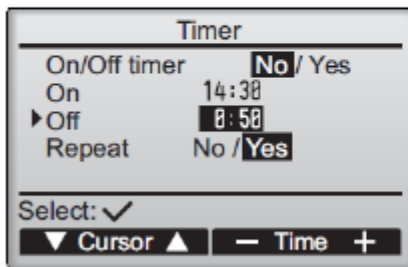 Timer
On/Off timer No / Yes
On 14:30
Off 0:50
Repeat No / Yes
Select: ✓
▼ Cursor ▲ − Time +